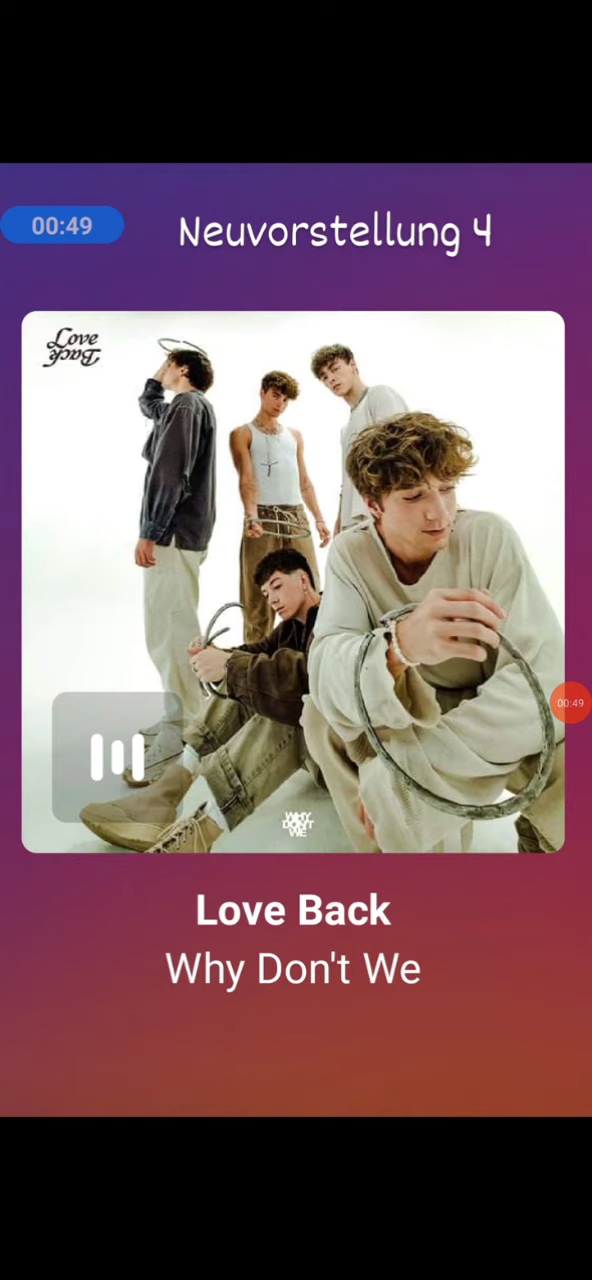 00:49
Neuvorstellung 4
Love
Back
00:49
WHY
DON'T
WE
Love Back
Why Don't We